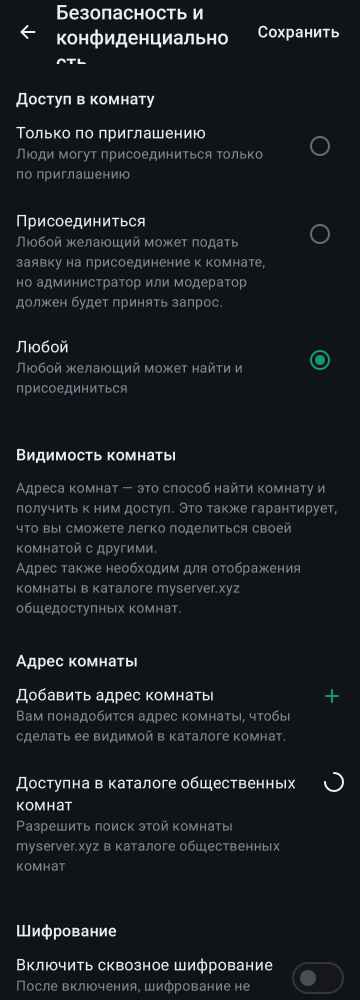 Безопасность и
конфиденциально
сть
Сохранить
Доступ в комнату
Только по приглашению
Люди могут присоединиться только
по приглашению
Присоединиться
Любой желающий может подать
заявку на присоединение к комнате,
но администратор или модератор
должен будет принять запрос.
Любой
Любой желающий может найти и
присоединиться
Видимость комнаты
Адреса комнат — это способ найти комнату и
получить к ним доступ. Это также гарантирует,
что вы сможете легко поделиться своей
комнатой с другими.
Адрес также необходим для отображения
комнаты в каталоге myserver.xyz
общедоступных комнат.
Адрес комнаты
Добавить адрес комнаты
Вам понадобится адрес комнаты, чтобы
сделать ее видимой в каталоге комнат.
Доступна в каталоге общественных
комнат
Разрешить поиск этой комнаты
myserver.xyz в каталоге общественных
комнат
Шифрование
Включить сквозное шифрование
После включения, шифрование не